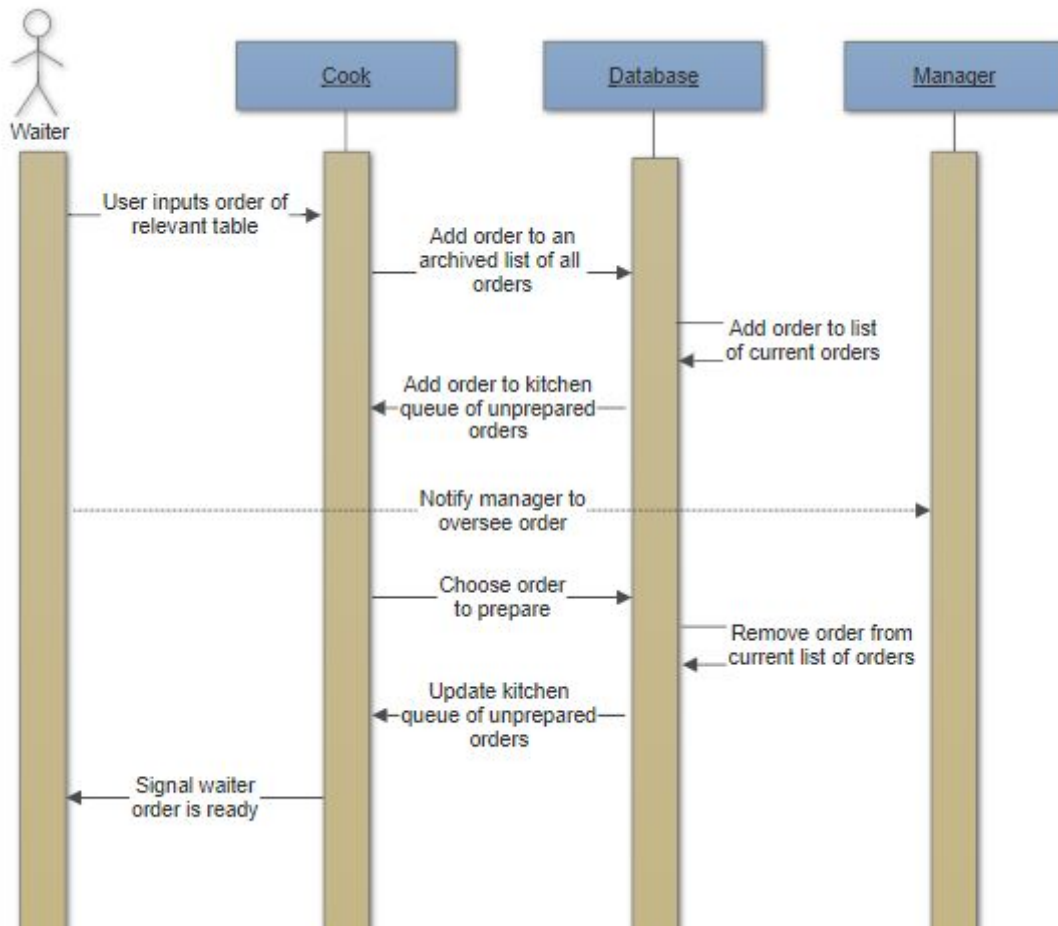 Cook
Database
Manager
Waiter
User inputs order of
relevant table
Add order to an
archived list of all
orders
Add order to list
of current orders
Add order to kitchen
queue of unprepared
orders
Notify manager to
oversee order
Choose order
to prepare
Remove order from
current list of orders
Update kitchen
queue of unprepared
orders
Signal waiter
order is ready